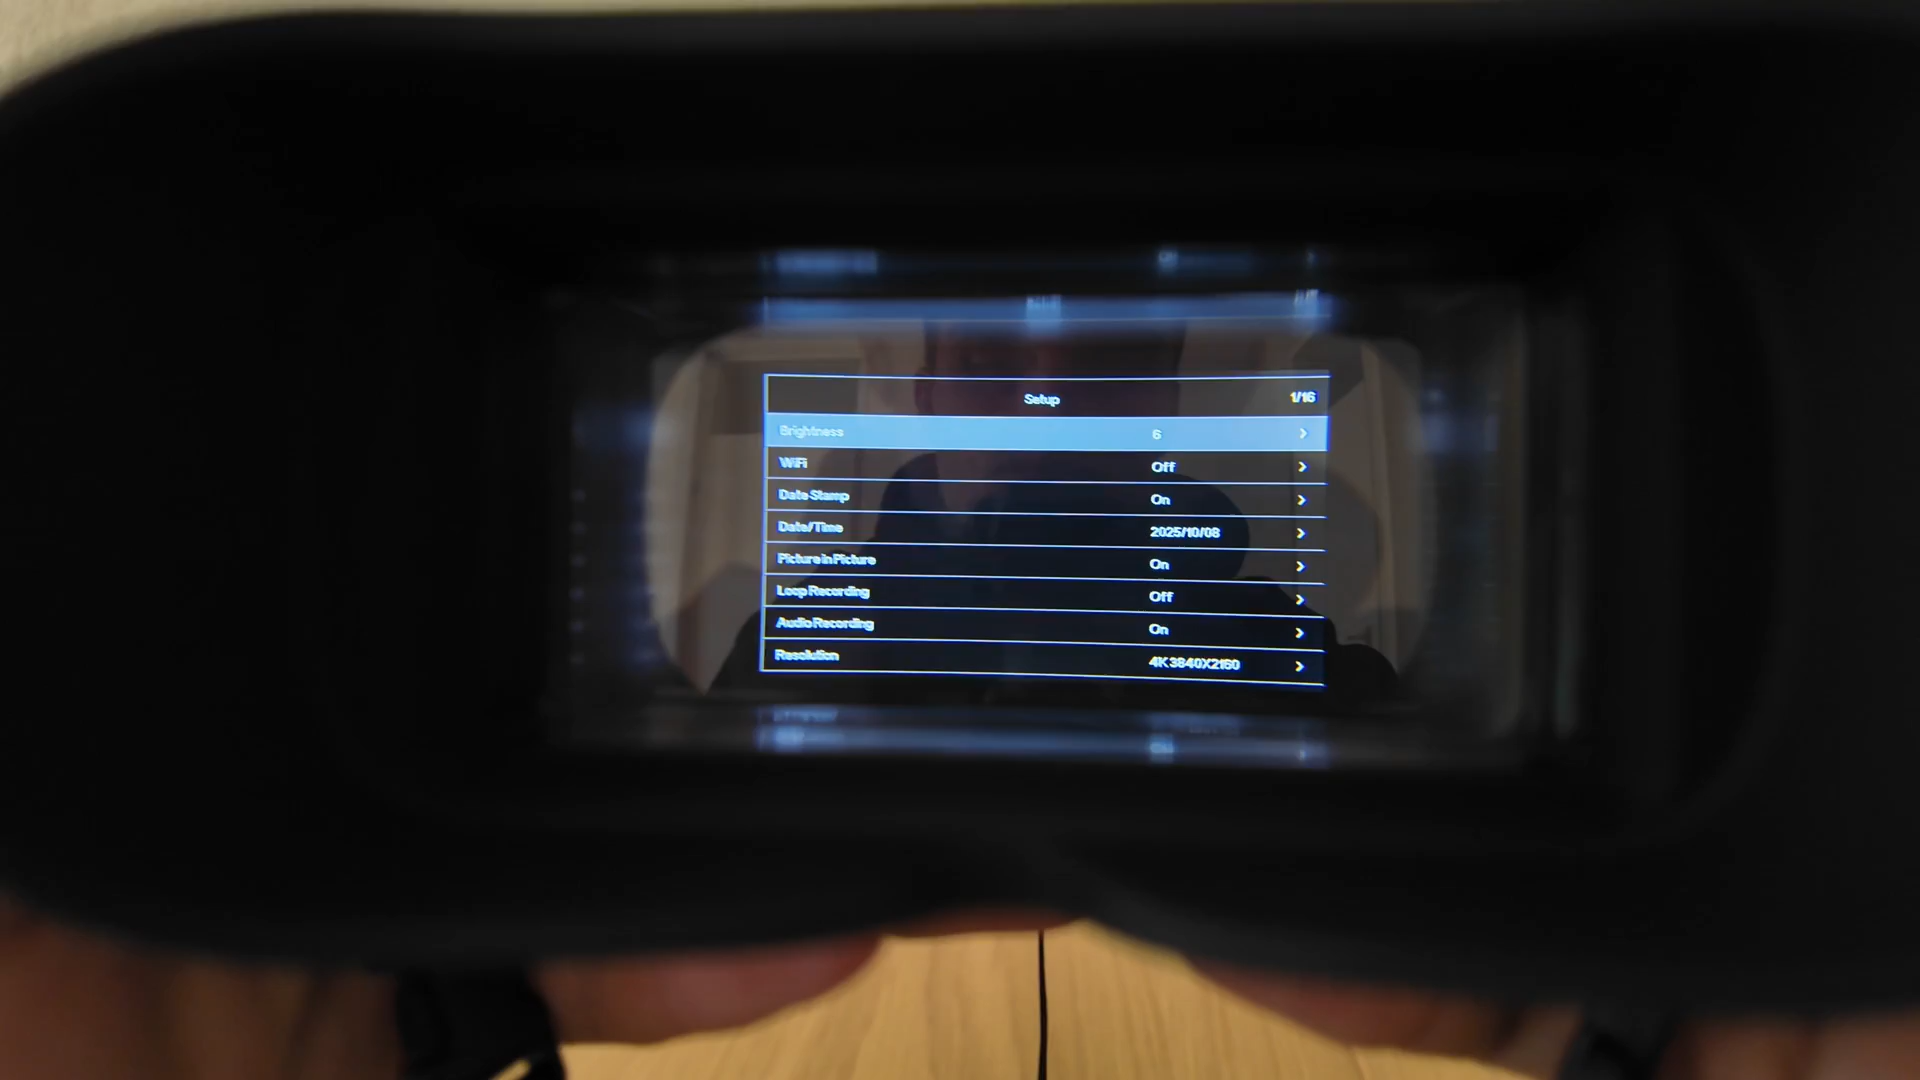 Setup 1/16
Brightness 6 >
WiFi Off >
Date Stamp On >
Date/Time 2025/10/08 >
Picture in Picture On >
Loop Recording Off >
Audio Recording On >
Resolution 4K 3840X2160 >